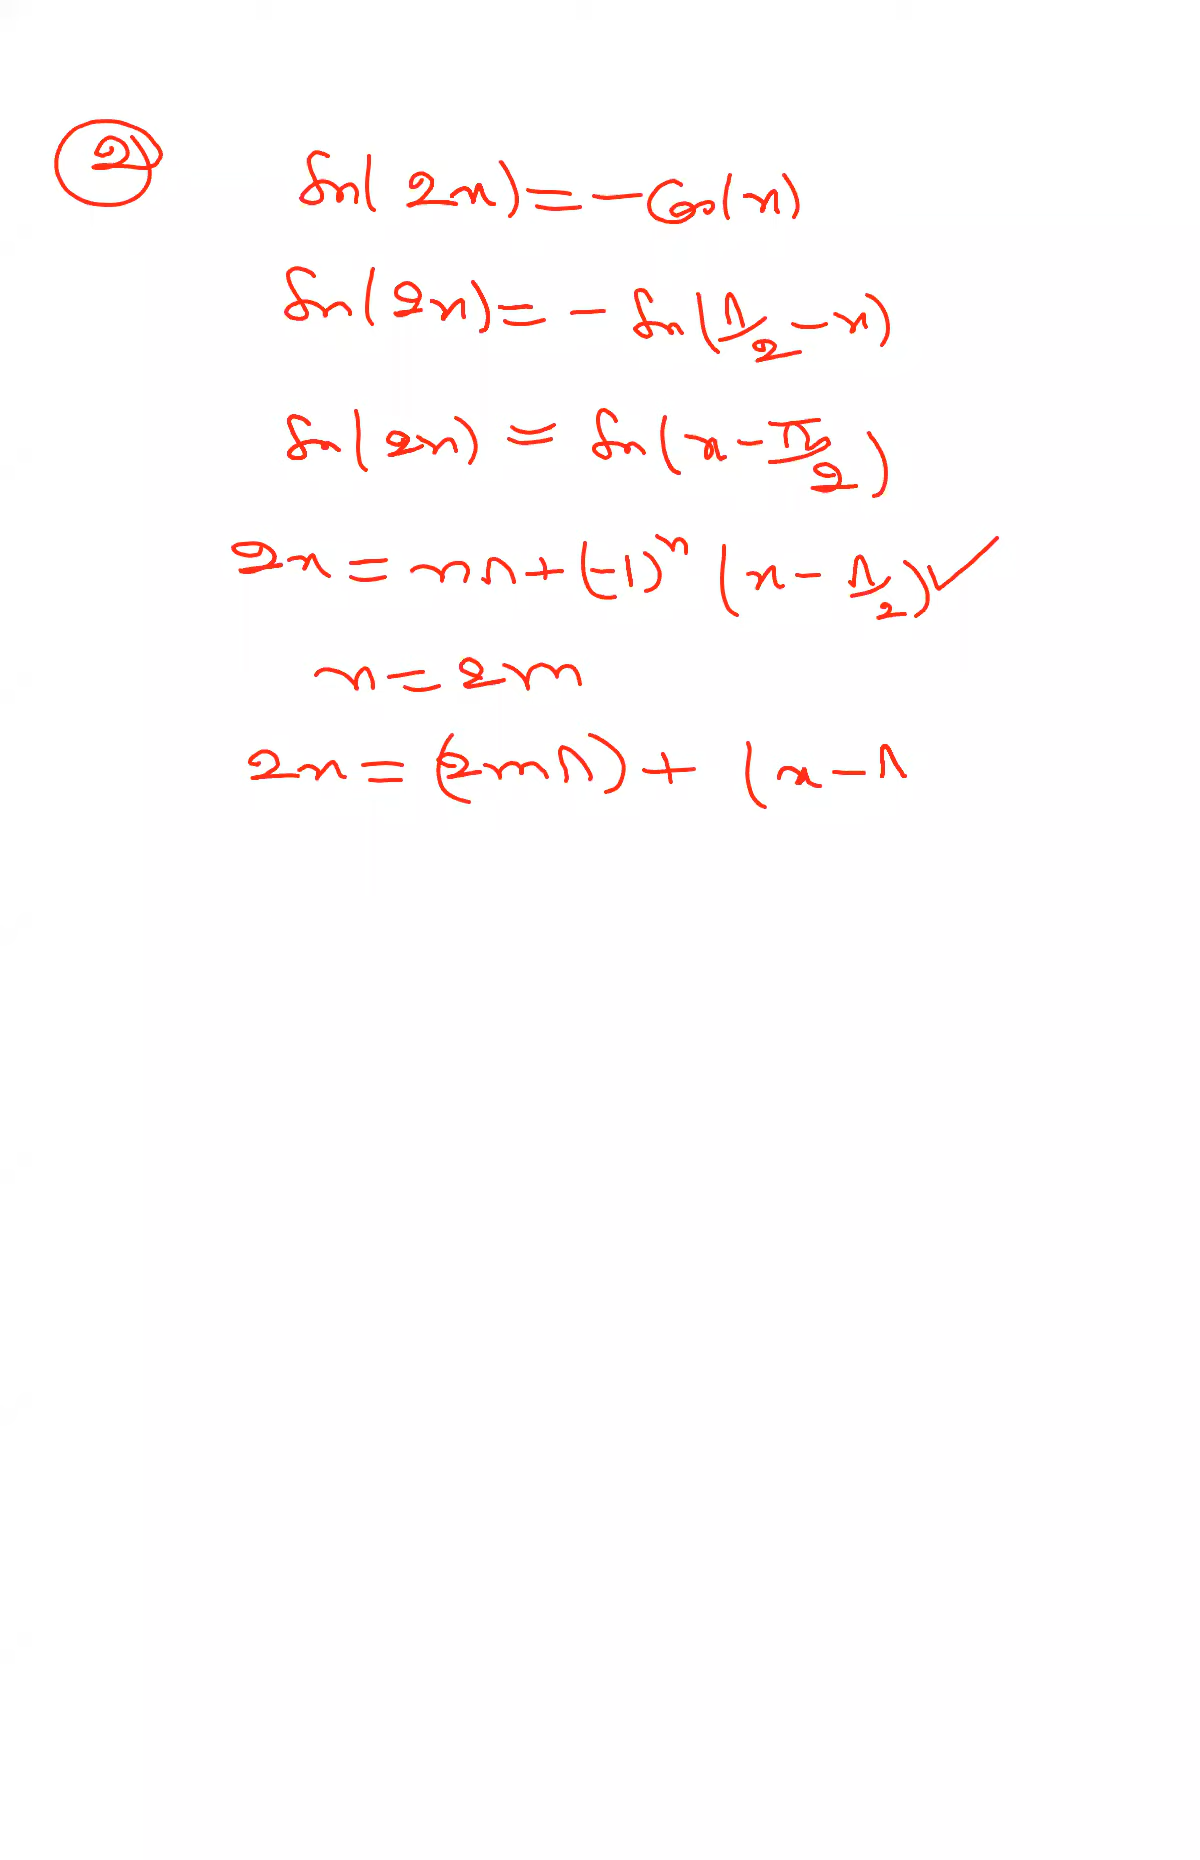 2)
sin(2x) = -cos(x)
sin(2x) = - sin(π/2 - x)
sin(2x) = sin(x - π/2)
2x = nπ + (-1)^n (x - π/2) ✓
n = 2m
2x = (2mπ) + (x - π